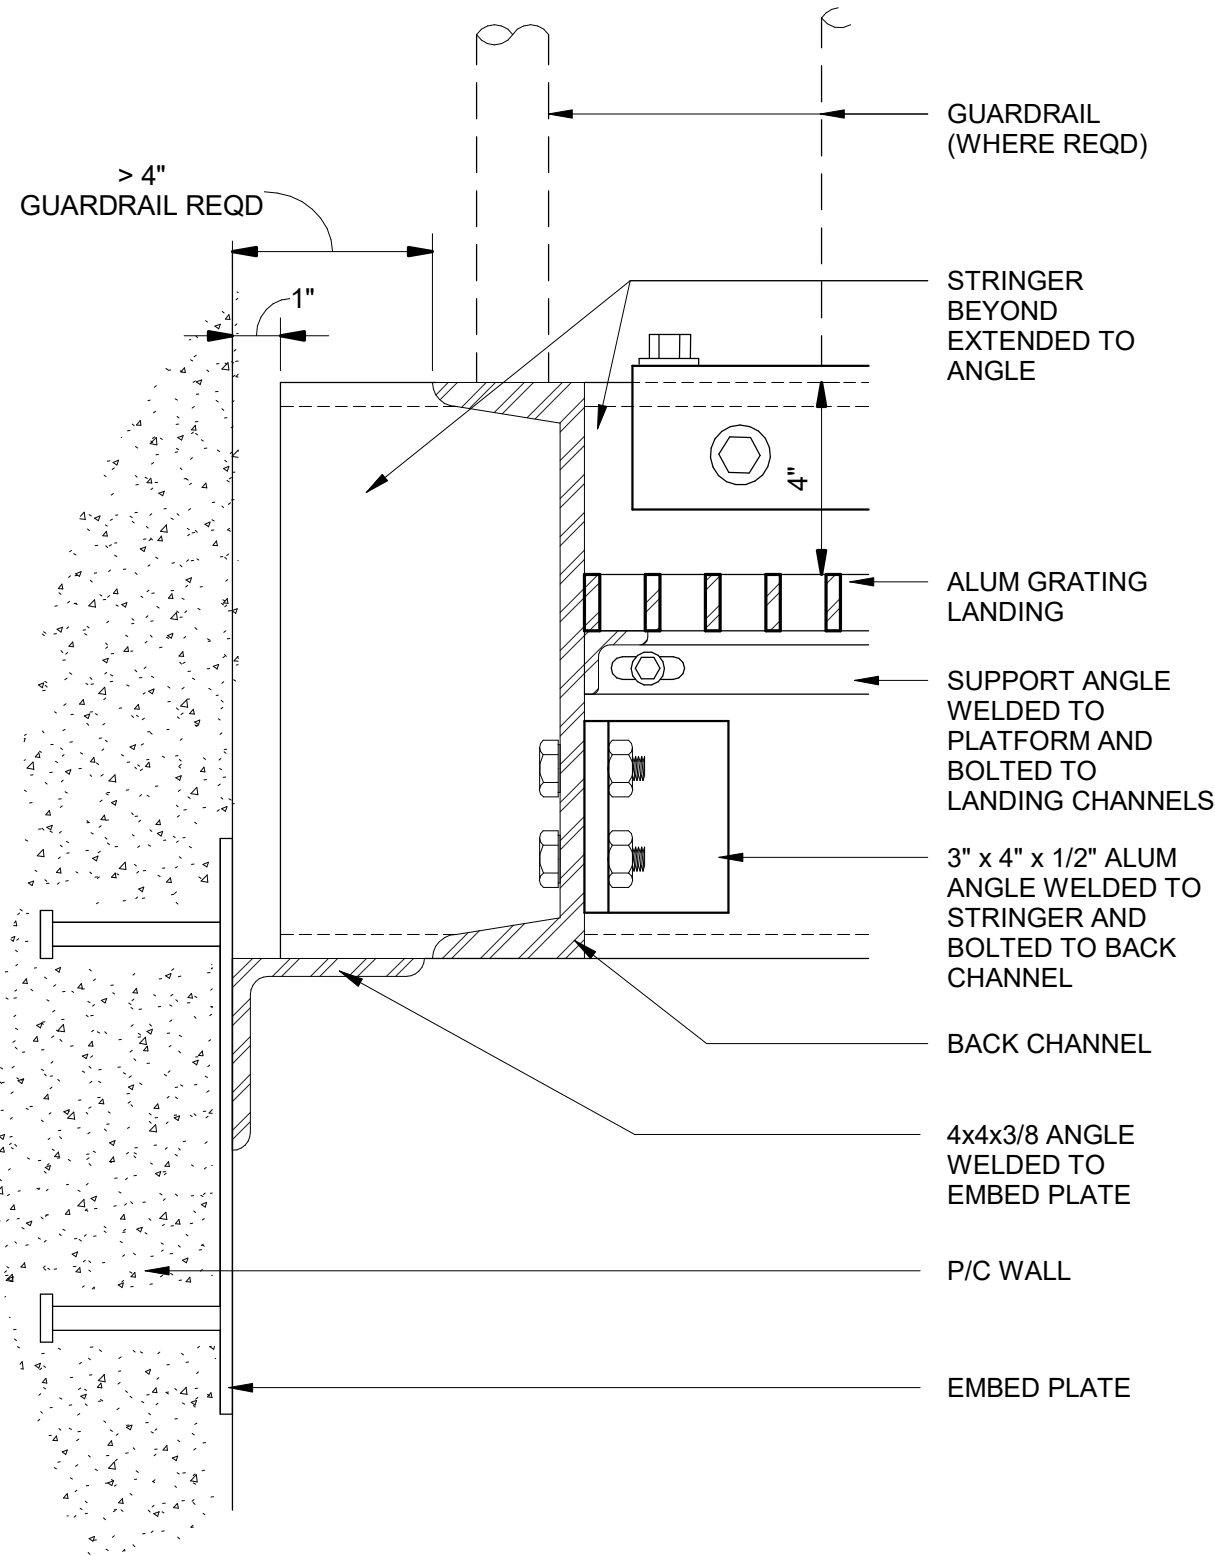 GUARDRAIL
(WHERE REQD)
> 4"
GUARDRAIL REQD
1"
STRINGER
BEYOND
EXTENDED TO
ANGLE
4"
ALUM GRATING
LANDING
SUPPORT ANGLE
WELDED TO
PLATFORM AND
BOLTED TO
LANDING CHANNELS
3" x 4" x 1/2" ALUM
ANGLE WELDED TO
STRINGER AND
BOLTED TO BACK
CHANNEL
BACK CHANNEL
4x4x3/8 ANGLE
WELDED TO
EMBED PLATE
P/C WALL
EMBED PLATE